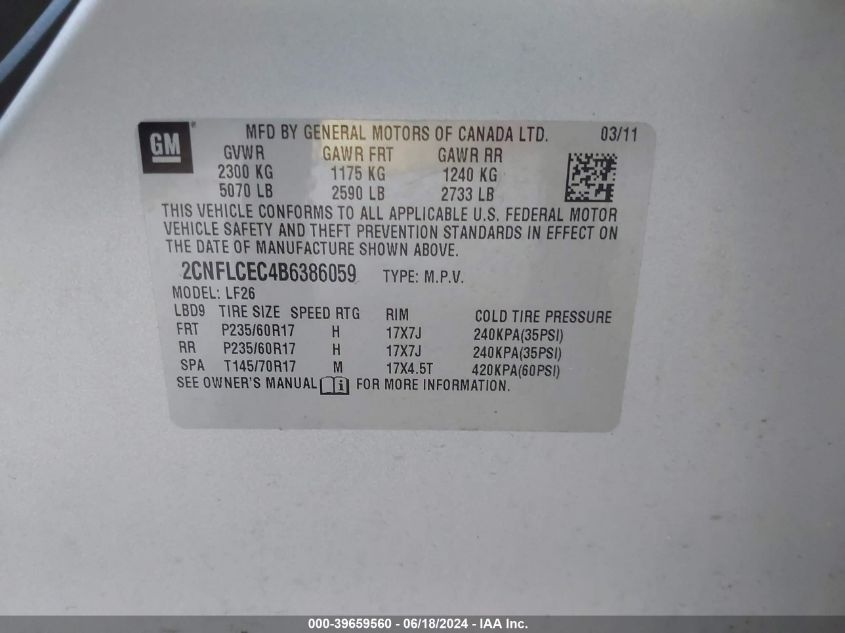 GM
MFD BY GENERAL MOTORS OF CANADA LTD. 03/11
GVWR GAWR FRT GAWR RR
2300 KG 1175 KG 1240 KG
5070 LB 2590 LB 2733 LB
THIS VEHICLE CONFORMS TO ALL APPLICABLE U.S. FEDERAL MOTOR
VEHICLE SAFETY AND THEFT PREVENTION STANDARDS IN EFFECT ON
THE DATE OF MANUFACTURE SHOWN ABOVE.
2CNFLCEC4B6386059 TYPE: M.P.V.
MODEL: LF26
LBD9 TIRE SIZE SPEED RTG RIM COLD TIRE PRESSURE
FRT P235/60R17 H 17X7J 240KPA(35PSI)
RR P235/60R17 H 17X7J 240KPA(35PSI)
SPA T145/70R17 M 17X4.5T 420KPA(60PSI)
SEE OWNER'S MANUAL i FOR MORE INFORMATION.
000-39659560 - 06/18/2024 - IAA Inc.